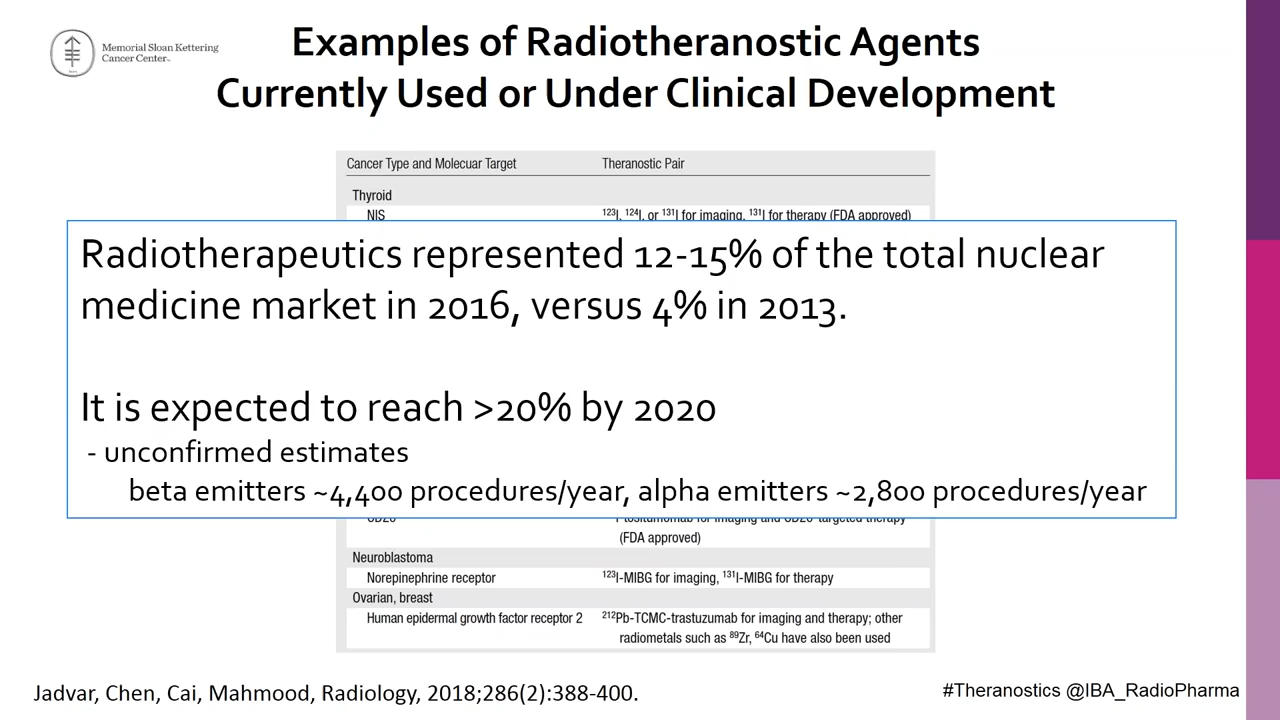 Memorial Sloan Kettering
Cancer Center™
Examples of Radiotheranostic Agents
Currently Used or Under Clinical Development
Cancer Type and Molecuar Target Theranostic Pair
Thyroid
NIS ¹²³I, ¹²⁴I, or ¹³¹I for imaging, ¹³¹I for therapy (FDA approved)
Radiotherapeutics represented 12-15% of the total nuclear
medicine market in 2016, versus 4% in 2013.
It is expected to reach >20% by 2020
- unconfirmed estimates
beta emitters ~4,400 procedures/year, alpha emitters ~2,800 procedures/year
CD20 I-tositumomab for imaging and CD20-targeted therapy
(FDA approved)
Neuroblastoma
Norepinephrine receptor ¹²³I-MIBG for imaging, ¹³¹I-MIBG for therapy
Ovarian, breast
Human epidermal growth factor receptor 2 ²¹²Pb-TCMC-trastuzumab for imaging and therapy; other
radiometals such as ⁸⁹Zr, ⁶⁴Cu have also been used
Jadvar, Chen, Cai, Mahmood, Radiology, 2018;286(2):388-400.
#Theranostics @IBA_RadioPharma